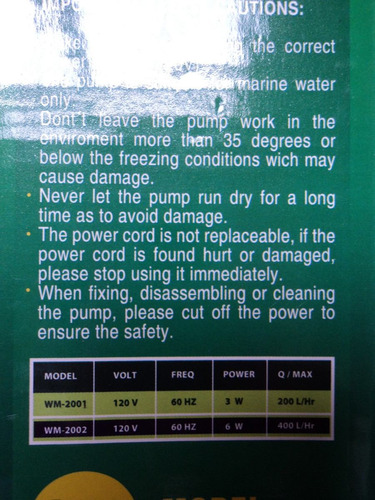 IMPO UTIONS:
the correct
marine water
only
Dont't leave the pump work in the
enviroment more than 35 degrees or
below the freezing conditions wich may
cause damage.
• Never let the pump run dry for a long
time as to avoid damage.
• The power cord is not replaceable, if the
power cord is found hurt or damaged,
please stop using it immediately.
• When fixing, disassembling or cleaning
the pump, please cut off the power to
ensure the safety.
MODEL VOLT FREQ POWER Q / MAX
WM-2001 120 V 60 HZ 3 W 200 L/Hr
WM-2002 120 V 60 HZ 6 W 400 L/Hr